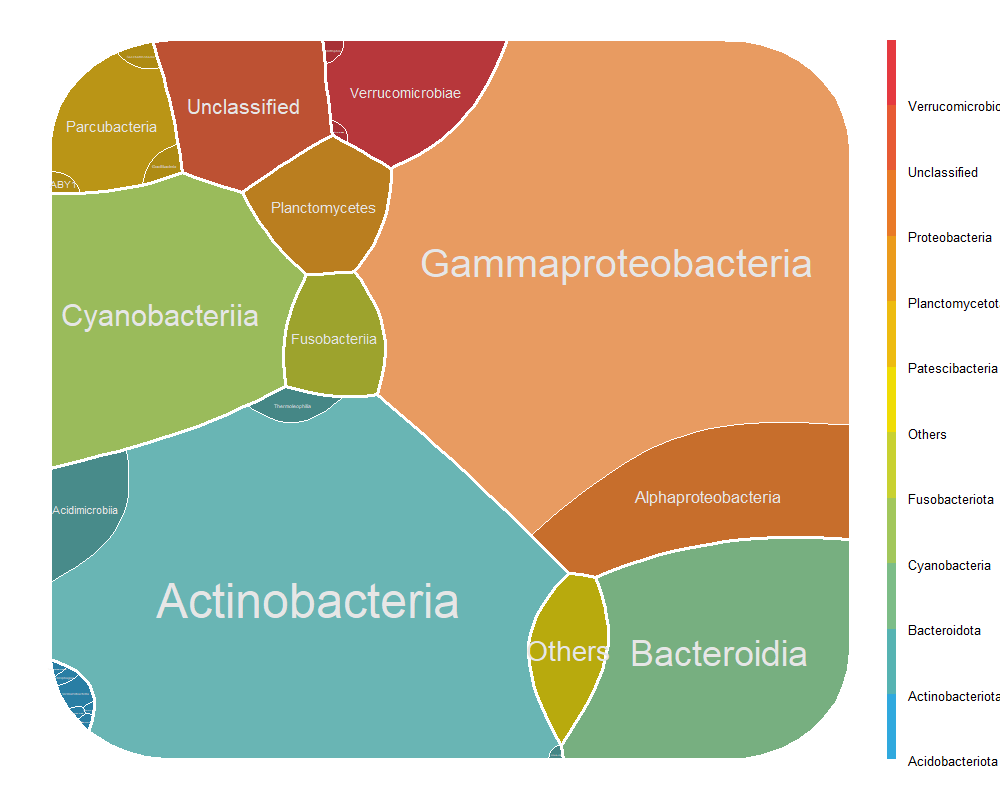 Unclassified
Verrucomicrobiae
Parcubacteria
ABY1
Planctomycetes
Gammaproteobacteria
Cyanobacteriia
Fusobacteriia
Thermoleophilia
Alphaproteobacteria
Acidimicrobiia
Actinobacteria
Others
Bacteroidia
Verrucomicrobic
Unclassified
Proteobacteria
Planctomycetot
Patescibacteria
Others
Fusobacteriota
Cyanobacteria
Bacteroidota
Actinobacteriota
Acidobacteriota